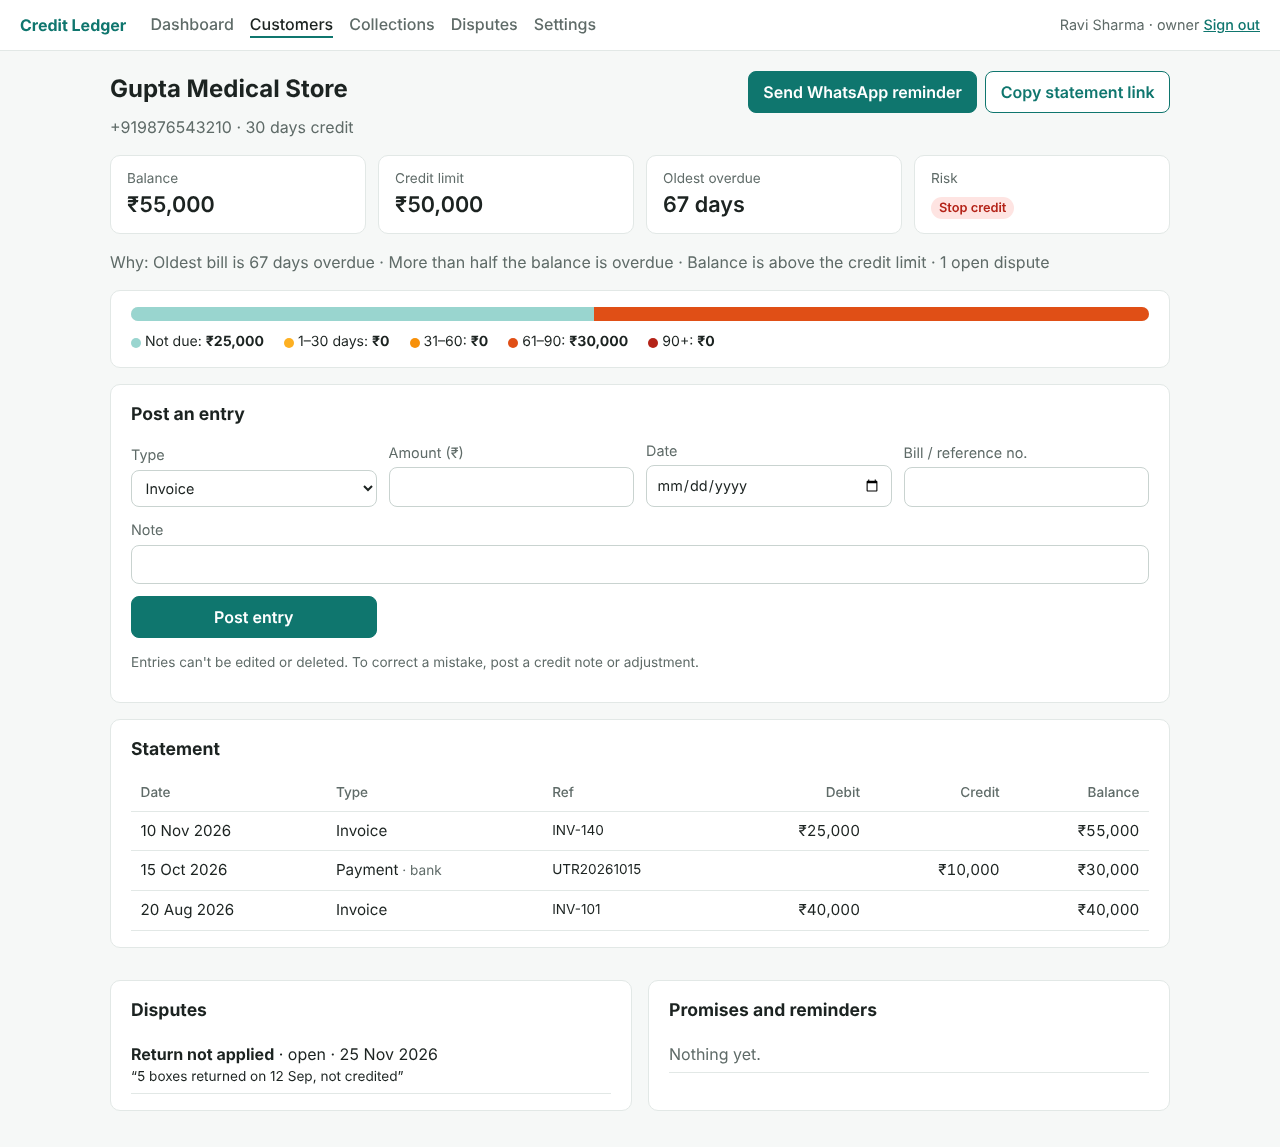 Credit Ledger Dashboard Customers Collections Disputes Settings Ravi Sharma · owner Sign out
Gupta Medical Store
Send WhatsApp reminder Copy statement link
+919876543210 · 30 days credit
Balance Credit limit Oldest overdue Risk
₹55,000 ₹50,000 67 days Stop credit
Why: Oldest bill is 67 days overdue · More than half the balance is overdue · Balance is above the credit limit · 1 open dispute
Not due: ₹25,000 1–30 days: ₹0 31–60: ₹0 61–90: ₹30,000 90+: ₹0
Post an entry
Type Amount (₹) Date Bill / reference no.
Invoice mm/dd/yyyy
Note
Post entry
Entries can't be edited or deleted. To correct a mistake, post a credit note or adjustment.
Statement
Date Type Ref Debit Credit Balance
10 Nov 2026 Invoice INV-140 ₹25,000 ₹55,000
15 Oct 2026 Payment · bank UTR20261015 ₹10,000 ₹30,000
20 Aug 2026 Invoice INV-101 ₹40,000 ₹40,000
Disputes
Return not applied · open · 25 Nov 2026
“5 boxes returned on 12 Sep, not credited”
Promises and reminders
Nothing yet.